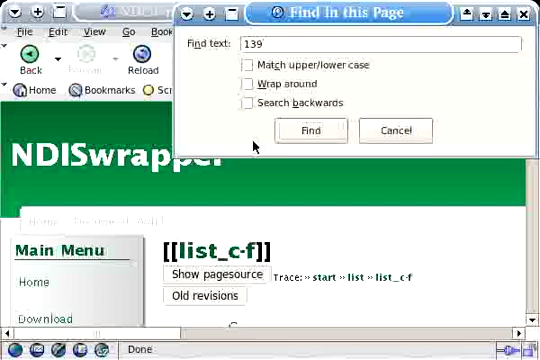 Find in this Page
File Edit View Go
Find text: 139
Match upper/lower case
Wrap around
Search backwards
Find Cancel
Back Reload
Home Bookmarks
NDISwrapper
Main Menu
Home
Download
[[list_c-f]]
Show pagesource
Trace: » start » list » list_c-f
Old revisions
Done